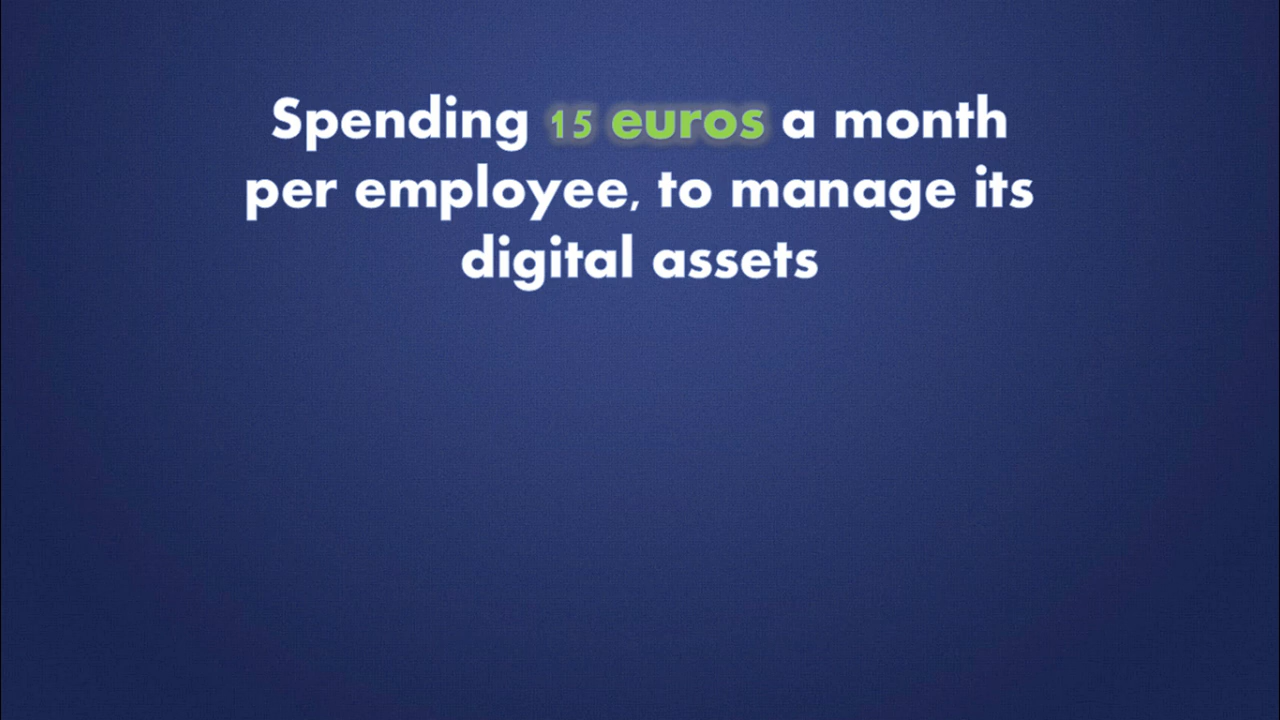 Spending 15 euros a month
per employee, to manage its
digital assets